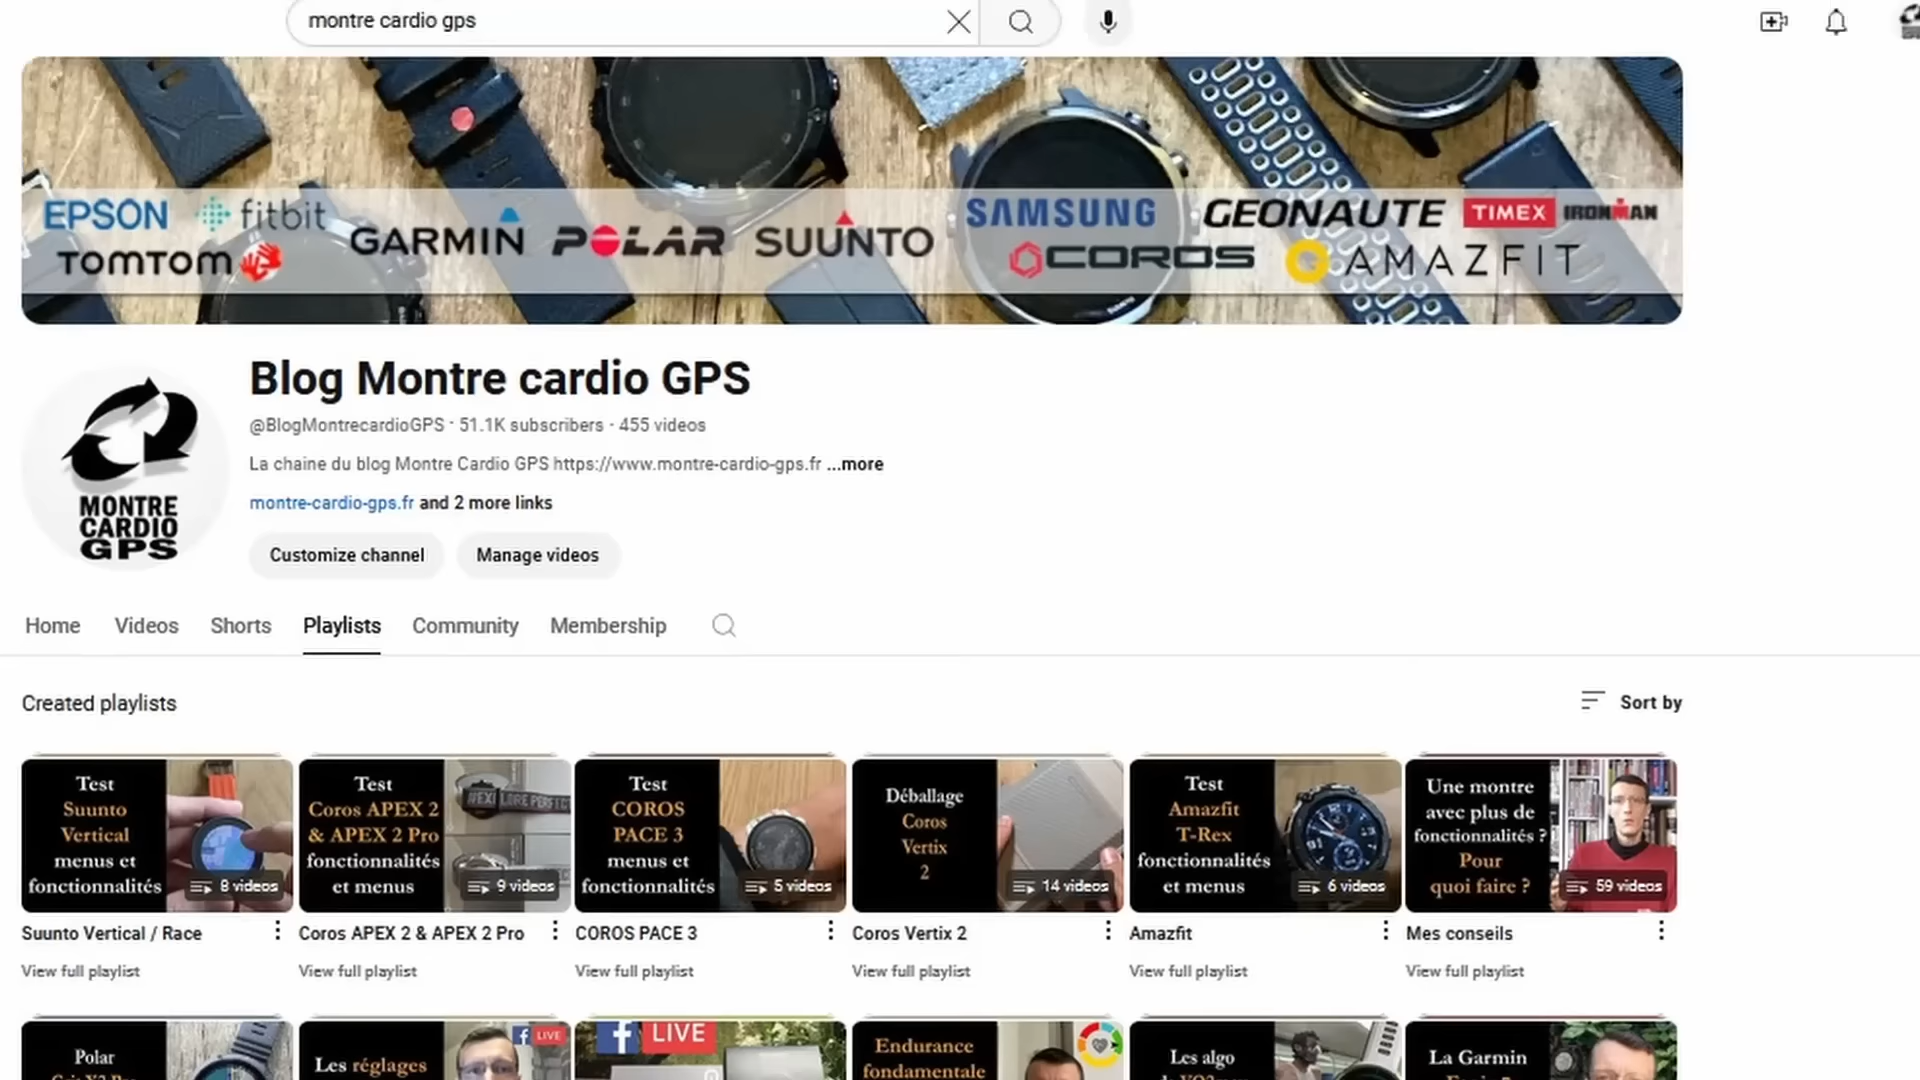 montre cardio gps
EPSON
fitbit
TOMTOM
GARMIN
POLAR
SUUNTO
SAMSUNG
GEONAUTE
TIMEX
IRONMAN
COROS
AMAZFIT
Blog Montre cardio GPS
@BlogMontrecardioGPS · 51.1K subscribers · 455 videos
La chaine du blog Montre Cardio GPS https://www.montre-cardio-gps.fr ...more
montre-cardio-gps.fr and 2 more links
MONTRE
CARDIO
GPS
Customize channel
Manage videos
Home
Videos
Shorts
Playlists
Community
Membership
Created playlists
Sort by
Test
Suunto
Vertical
menus et
fonctionnalités
8 videos
Test
Coros APEX 2
& APEX 2 Pro
fonctionnalités
et menus
9 videos
Test
COROS
PACE 3
menus et
fonctionnalités
5 videos
Déballage
Coros
Vertix
2
14 videos
Test
Amazfit
T-Rex
fonctionnalités
et menus
6 videos
Une montre
avec plus de
fonctionnalités ?
Pour
quoi faire ?
59 videos
Suunto Vertical / Race
Coros APEX 2 & APEX 2 Pro
COROS PACE 3
Coros Vertix 2
Amazfit
Mes conseils
View full playlist
View full playlist
View full playlist
View full playlist
View full playlist
View full playlist
Polar
Les réglages
LIVE
LIVE
Endurance
fondamentale
Les algo
La Garmin